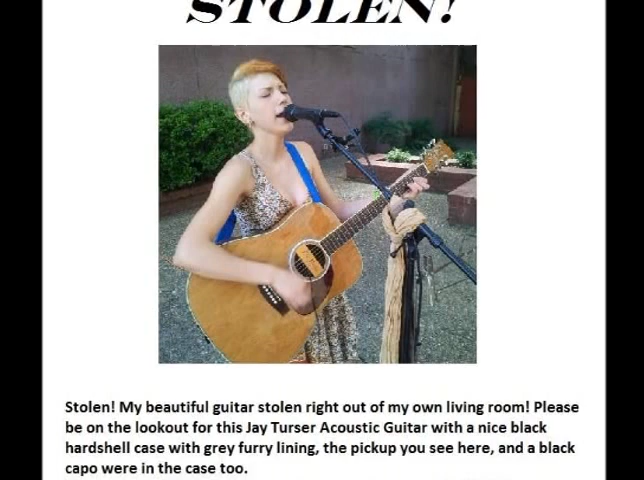 STOLEN!
Stolen! My beautiful guitar stolen right out of my own living room! Please
be on the lookout for this Jay Turser Acoustic Guitar with a nice black
hardshell case with grey furry lining, the pickup you see here, and a black
capo were in the case too.